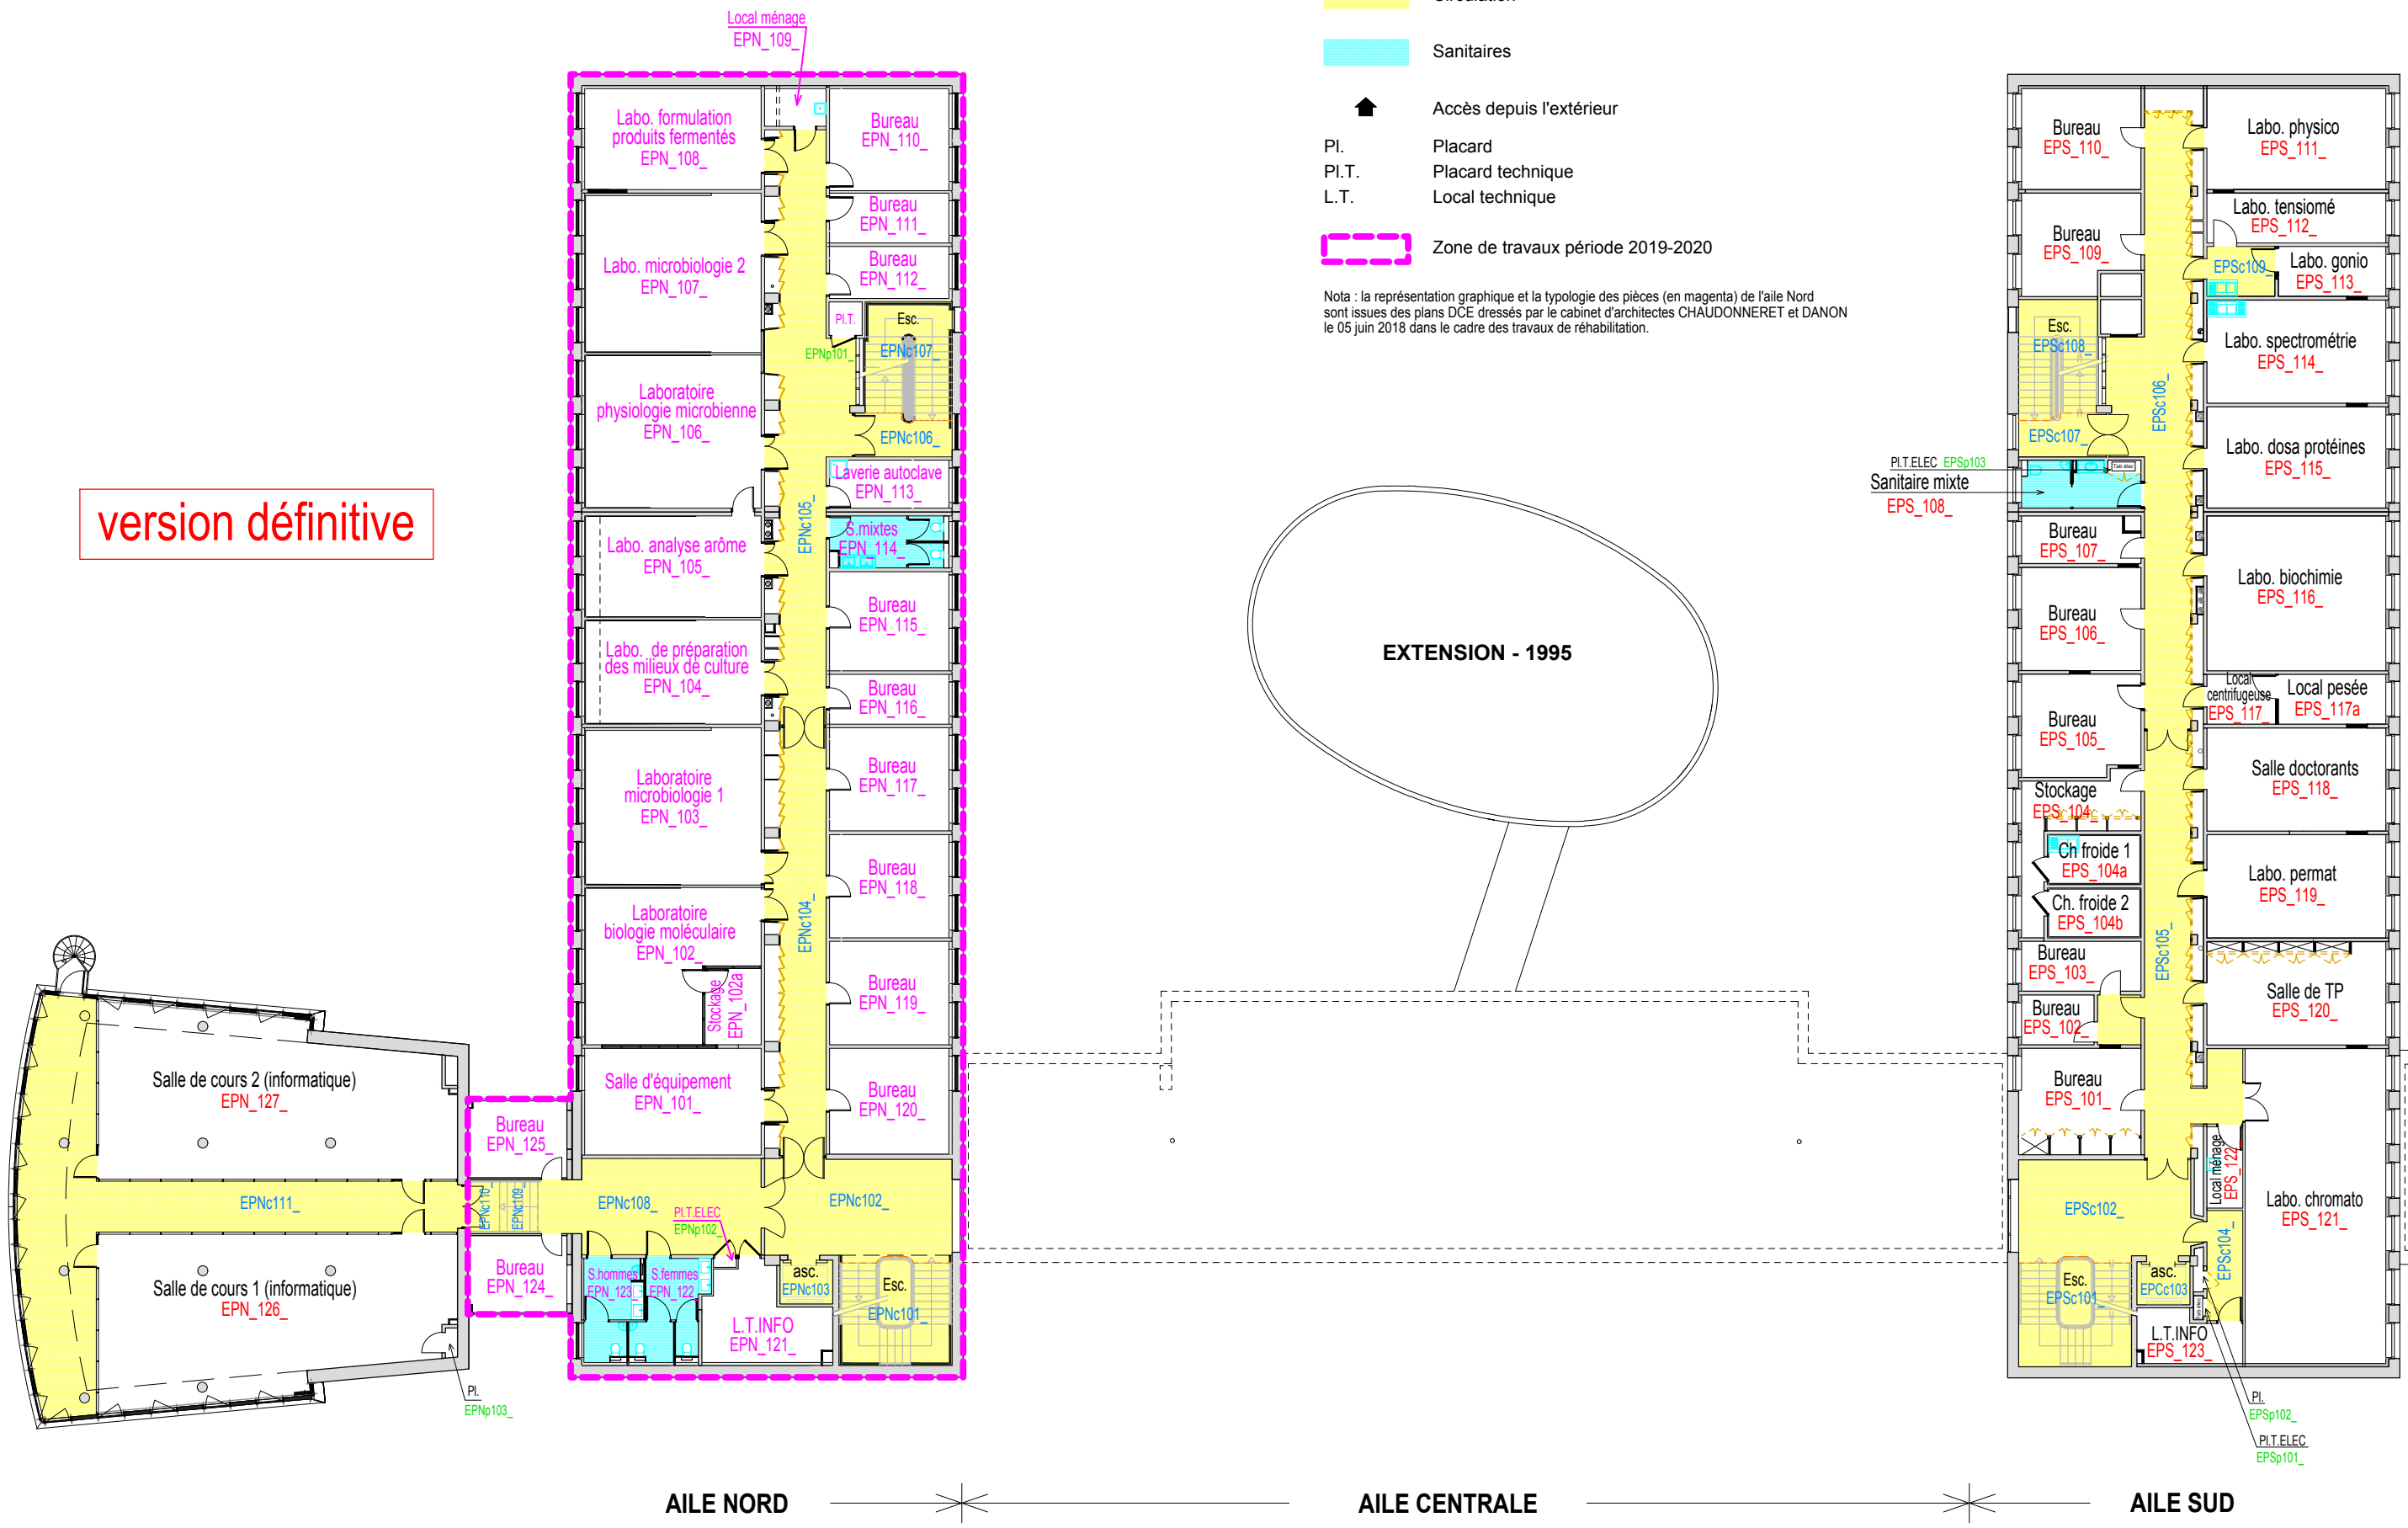 Circulation
Sanitaires
Accès depuis l'extérieur
Pl. Placard
Pl.T. Placard technique
L.T. Local technique
Zone de travaux période 2019-2020
Nota : la représentation graphique et la typologie des pièces (en magenta) de l'aile Nord
sont issues des plans DCE dressés par le cabinet d'architectes CHAUDONNERET et DANON
le 05 juin 2018 dans le cadre des travaux de réhabilitation.
version définitive
Local ménage
EPN_109_
Labo. formulation
produits fermentés
EPN_108_
Bureau
EPN_110_
Bureau
EPN_111_
Labo. microbiologie 2
EPN_107_
Bureau
EPN_112_
Pl.T.
EPNp101_
Esc.
EPNc107_
Laboratoire
physiologie microbienne
EPN_106_
EPNc106_
Laverie autoclave
EPN_113_
EPNc105_
S.mixtes
EPN_114_
Labo. analyse arôme
EPN_105_
Bureau
EPN_115_
Labo. de préparation
des milieux de culture
EPN_104_
Bureau
EPN_116_
Laboratoire
microbiologie 1
EPN_103_
Bureau
EPN_117_
Bureau
EPN_118_
EPNc104_
Laboratoire
biologie moléculaire
EPN_102_
Stockage
EPN_102a
Bureau
EPN_119_
Salle d'équipement
EPN_101_
Bureau
EPN_120_
Salle de cours 2 (informatique)
EPN_127_
Bureau
EPN_125_
EPNc111_
EPNc110_
EPNc109_
EPNc108_
EPNc102_
Pl.T.ELEC
EPNp102_
Salle de cours 1 (informatique)
EPN_126_
Bureau
EPN_124_
S.hommes
EPN_123_
S.femmes
EPN_122_
asc.
EPNc103
Esc.
EPNc101_
L.T.INFO
EPN_121_
Pl.
EPNp103_
EXTENSION - 1995
Bureau
EPS_110_
Labo. physico
EPS_111_
Bureau
EPS_109_
Labo. tensiomé
EPS_112_
EPSc109_
Labo. gonio
EPS_113_
Esc.
EPSc108_
Labo. spectrométrie
EPS_114_
EPSc106_
EPSc107_
Labo. dosa protéines
EPS_115_
Pl.T.ELEC EPSp103
Tab élec
Sanitaire mixte
EPS_108_
Bureau
EPS_107_
Labo. biochimie
EPS_116_
Bureau
EPS_106_
Local
centrifugeuse
EPS_117_
Local pesée
EPS_117a
Bureau
EPS_105_
Salle doctorants
EPS_118_
Stockage
EPS_104_
Ch froide 1
EPS_104a
Labo. permat
EPS_119_
Ch. froide 2
EPS_104b
EPSc105_
Bureau
EPS_103_
Salle de TP
EPS_120_
Bureau
EPS_102_
Bureau
EPS_101_
Local ménage
EPS_122_
Labo. chromato
EPS_121_
EPSc102_
EPSc104_
Esc.
EPSc101_
asc.
EPCc103
L.T.INFO
EPS_123_
Pl.
EPSp102_
Pl.T.ELEC
EPSp101_
AILE NORD
AILE CENTRALE
AILE SUD